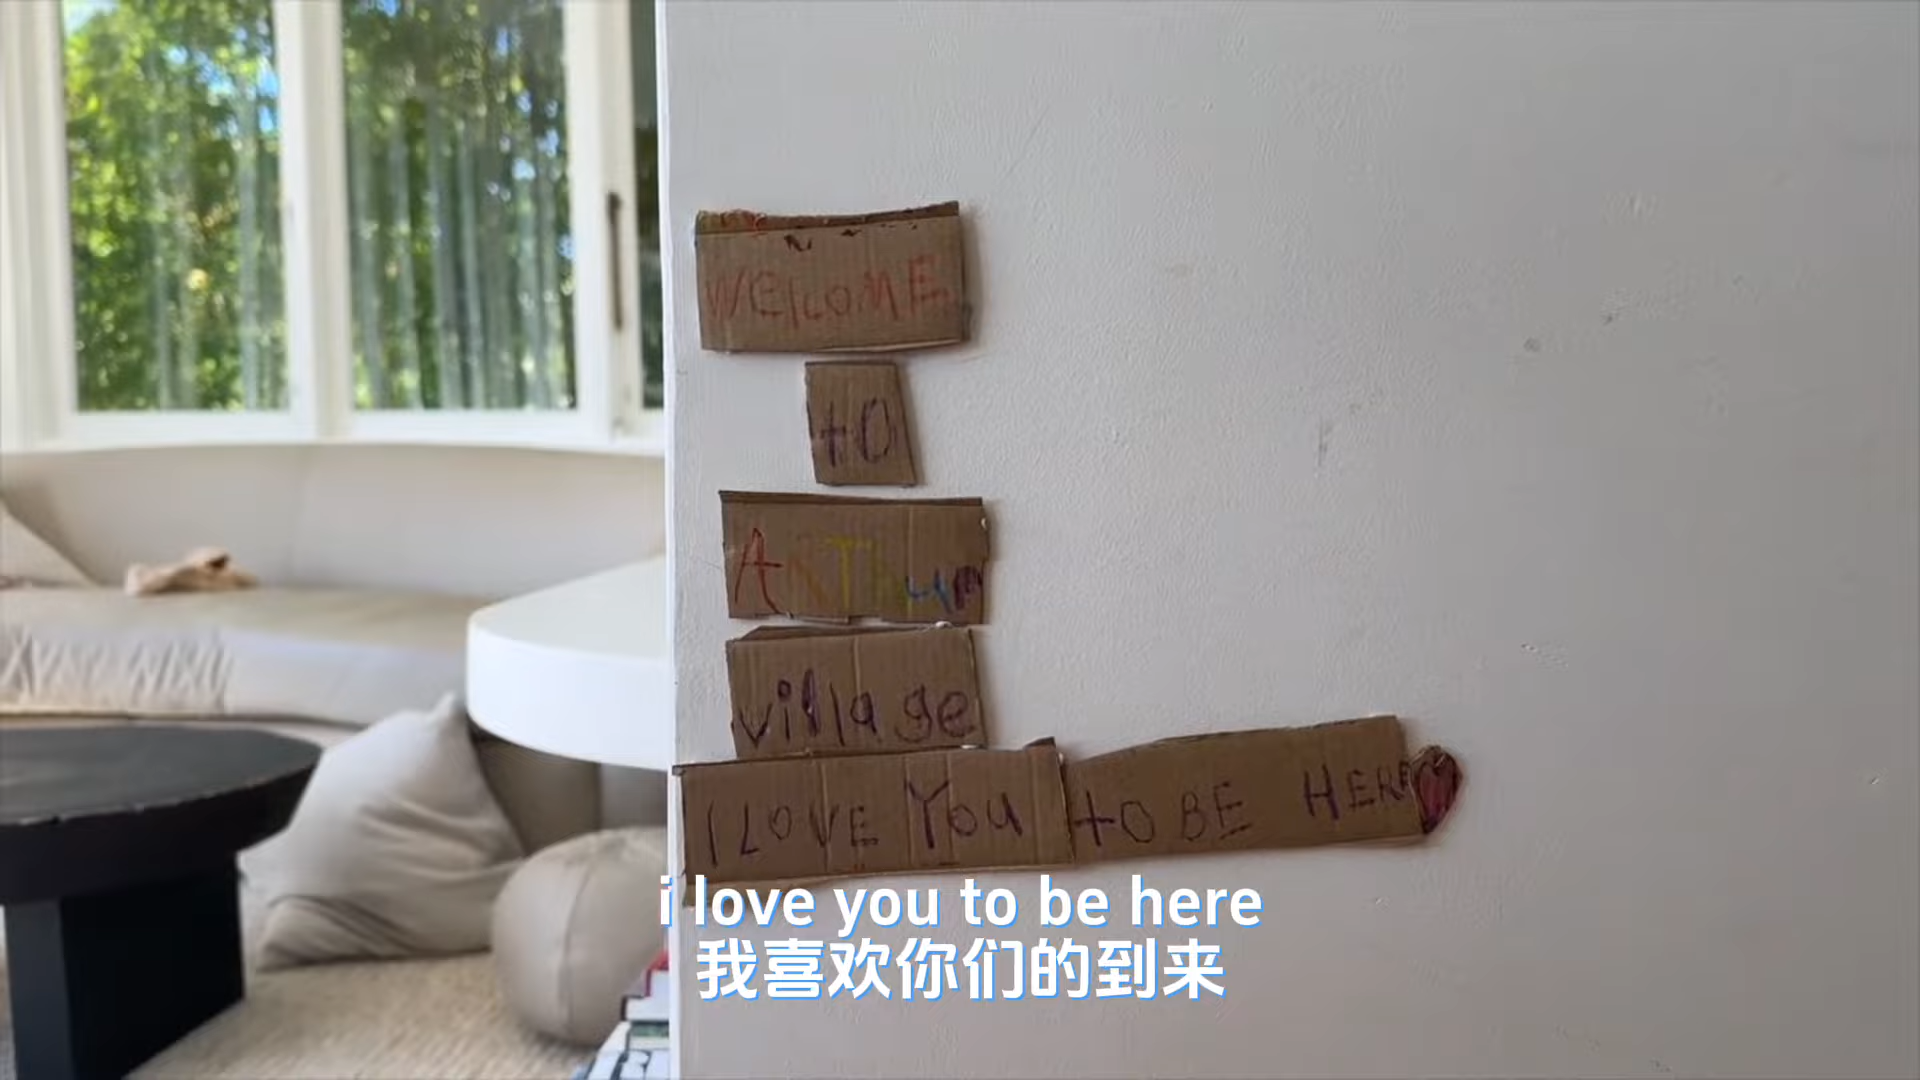 WElcOME
tO
ARThum
village
I LOVE YOU tO BE HERE
i love you to be here
我喜欢你们的到来